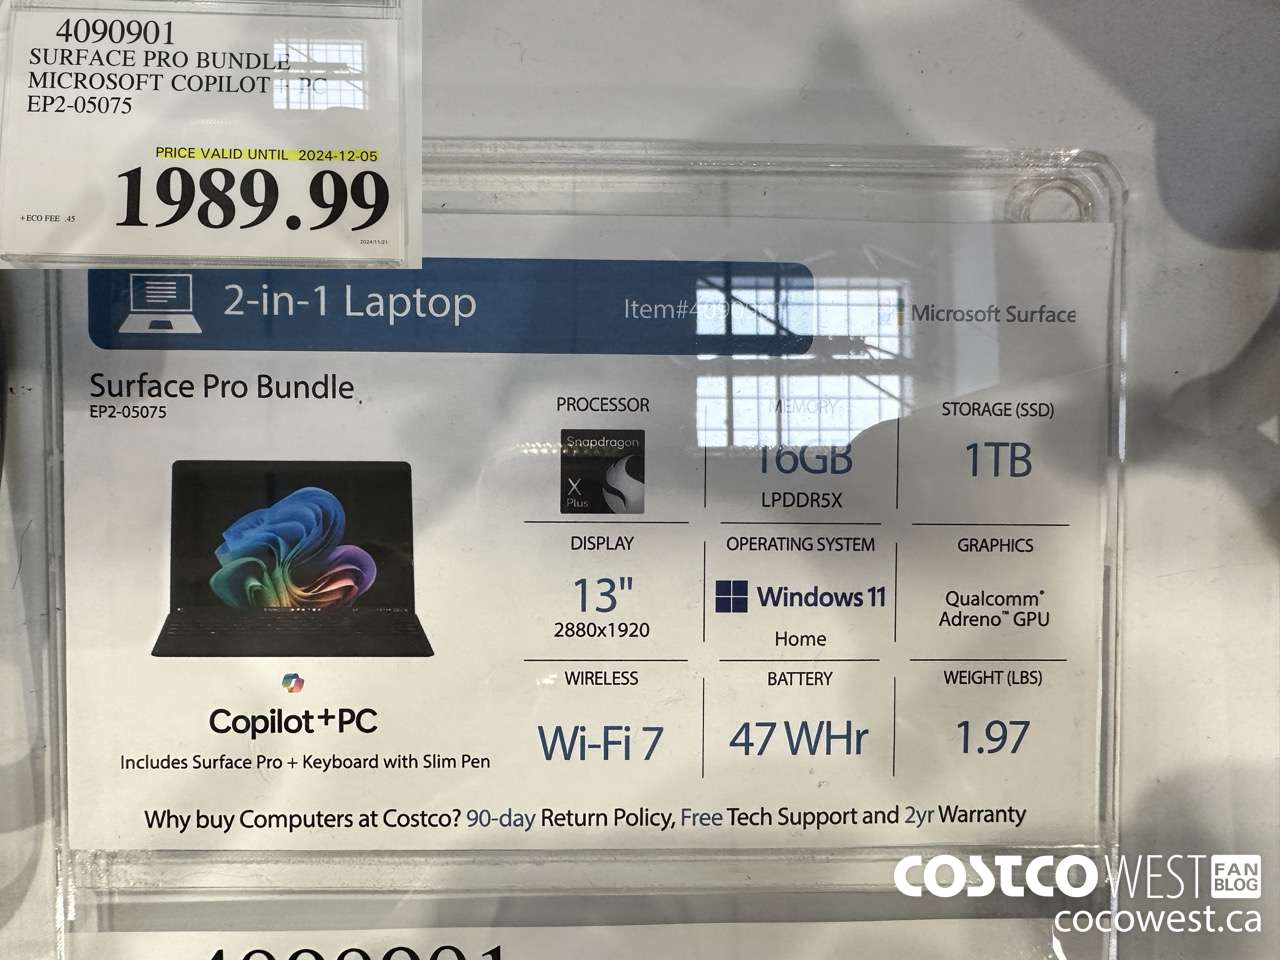 4090901
SURFACE PRO BUNDLE
MICROSOFT COPILOT+ PC
EP2-05075
PRICE VALID UNTIL 2024-12-05
1989.99
+ECO FEE .45
2024/11/21
2-in-1 Laptop
Item#4090901
Microsoft Surface
Surface Pro Bundle
EP2-05075
PROCESSOR
Snapdragon
X
Plus
MEMORY
16GB
LPDDR5X
STORAGE (SSD)
1TB
DISPLAY
13"
2880x1920
OPERATING SYSTEM
Windows 11
Home
GRAPHICS
Qualcomm®
Adreno™ GPU
WIRELESS
Wi-Fi 7
BATTERY
47 WHr
WEIGHT (LBS)
1.97
Copilot+PC
Includes Surface Pro + Keyboard with Slim Pen
Why buy Computers at Costco? 90-day Return Policy, Free Tech Support and 2yr Warranty
4090901
COSTCO WEST FAN BLOG
cocowest.ca